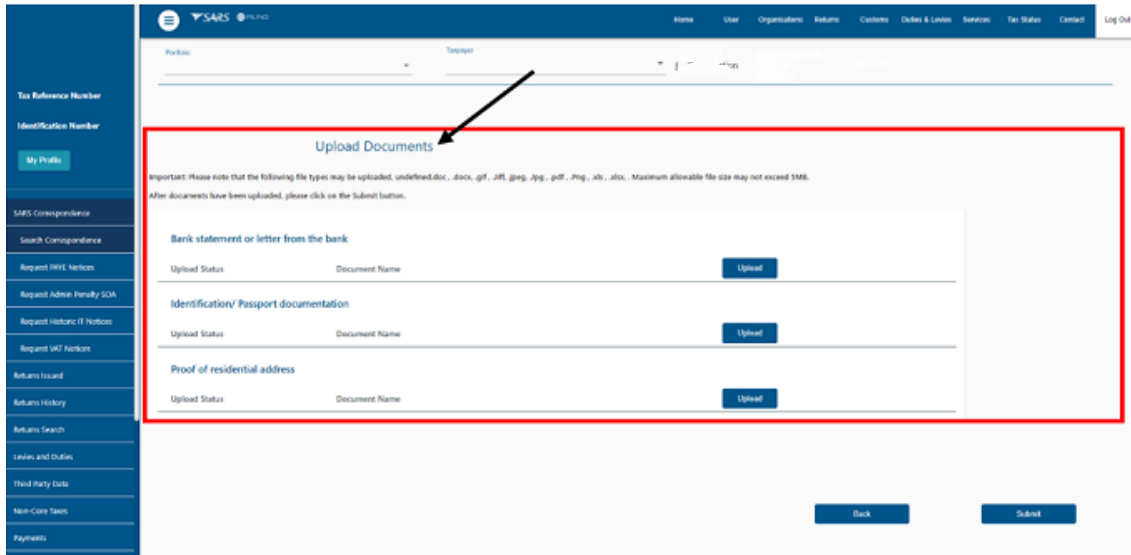 SARS eFILING
Home User Organisations Returns Customs Duties & Levies Services Tax Status Contact Log Out
Portfolio Taxpayer
Tax Reference Number
Identification Number
My Profile
Upload Documents
Important: Please note that the following file types may be uploaded, undefined.doc , .docx, .gif , .Jiff, .jpeg, .Jpg , .pdf , .Png , .xls , .xlsx, . Maximum allowable file size may not exceed 5MB.
After documents have been uploaded, please click on the Submit button.
SARS Correspondence
Search Correspondence
Request PAYE Notices
Request Admin Penalty SOA
Request Historic IT Notices
Request VAT Notices
Returns Issued
Returns History
Returns Search
Levies and Duties
Third Party Data
Non-Core Taxes
Payments
Bank statement or letter from the bank
Upload Status Document Name Upload
Identification/ Passport documentation
Upload Status Document Name Upload
Proof of residential address
Upload Status Document Name Upload
Back Submit